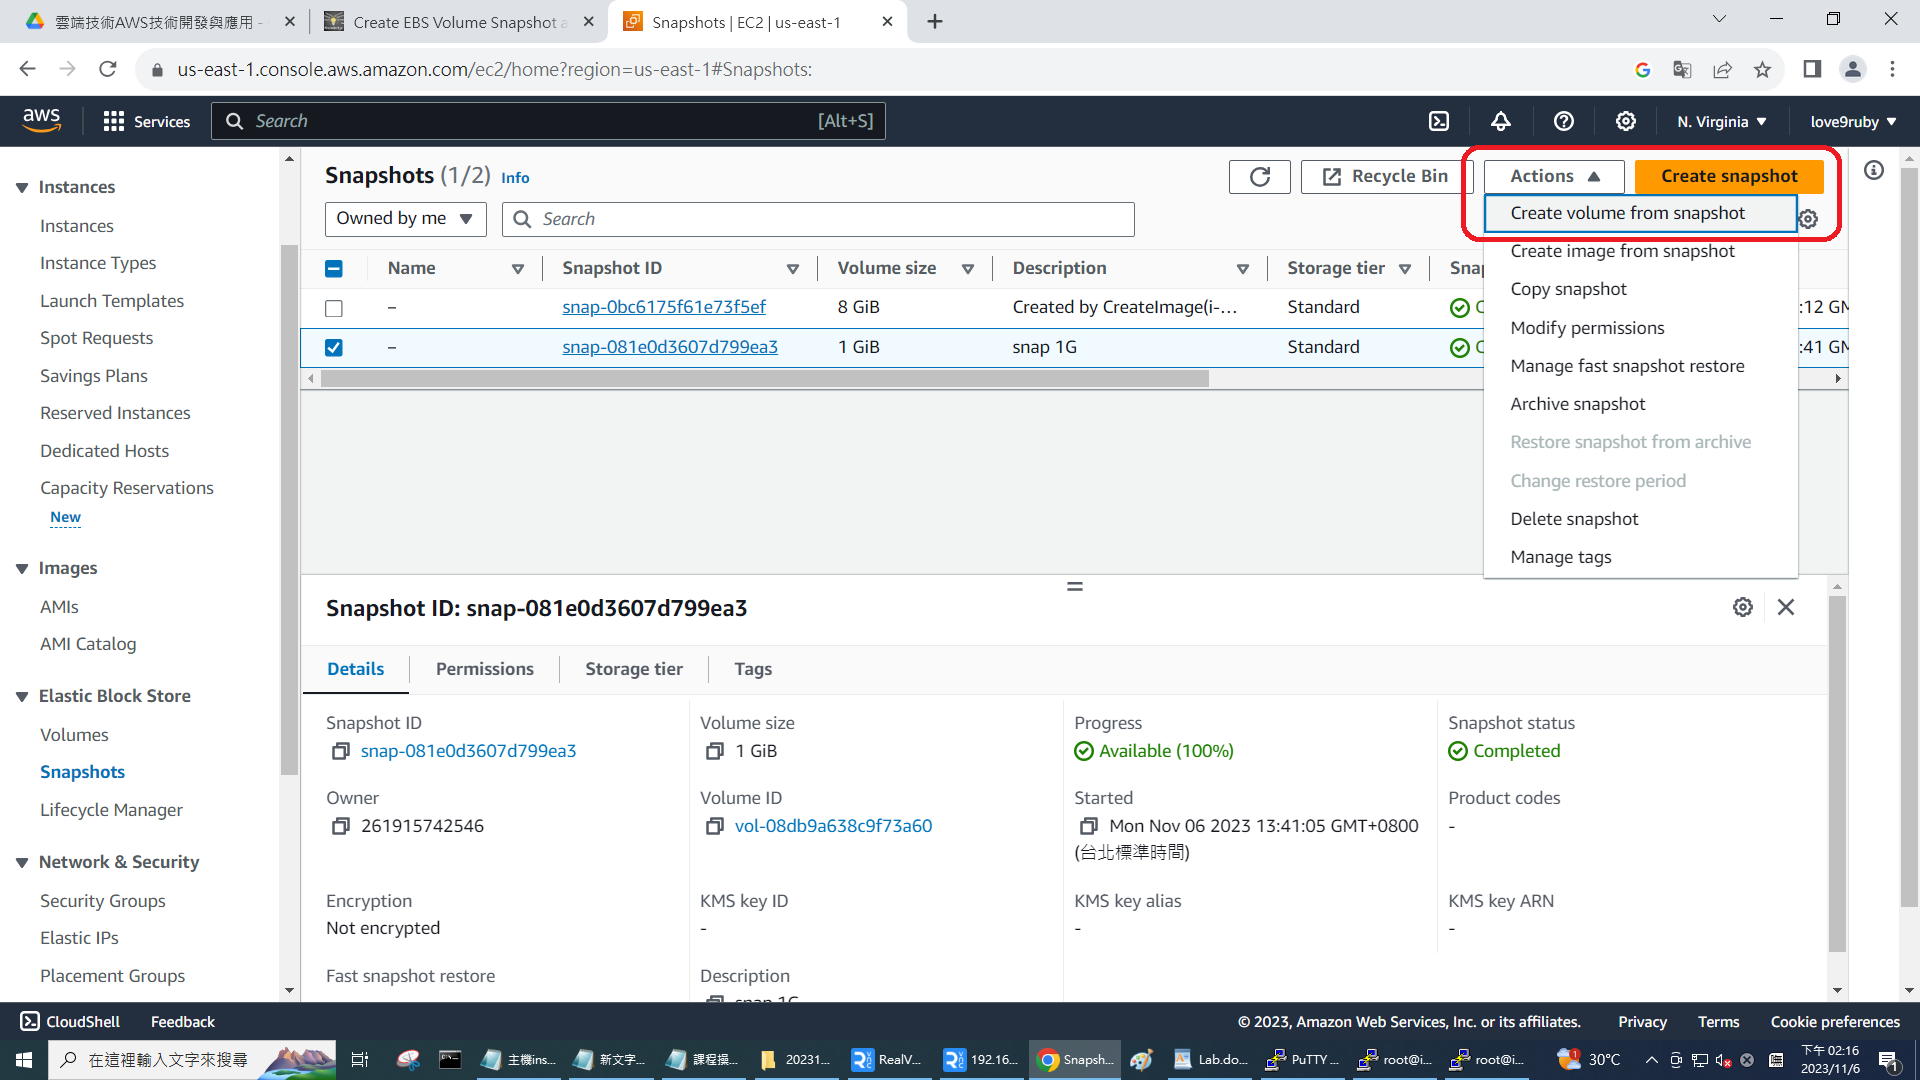 雲端技術AWS技術開發與應用 -
Create EBS Volume Snapshot a
Snapshots | EC2 | us-east-1
us-east-1.console.aws.amazon.com/ec2/home?region=us-east-1#Snapshots:
aws
Services
Search
[Alt+S]
N. Virginia
love9ruby
Instances
Instances
Instance Types
Launch Templates
Spot Requests
Savings Plans
Reserved Instances
Dedicated Hosts
Capacity Reservations
New
Images
AMIs
AMI Catalog
Elastic Block Store
Volumes
Snapshots
Lifecycle Manager
Network & Security
Security Groups
Elastic IPs
Placement Groups
Snapshots (1/2) Info
Recycle Bin
Actions
Create snapshot
Owned by me
Search
Create volume from snapshot
Create image from snapshot
Copy snapshot
Modify permissions
Manage fast snapshot restore
Archive snapshot
Restore snapshot from archive
Change restore period
Delete snapshot
Manage tags
Name Snapshot ID Volume size Description Storage tier Snap
– snap-0bc6175f61e73f5ef 8 GiB Created by CreateImage(i-... Standard :12 GM
– snap-081e0d3607d799ea3 1 GiB snap 1G Standard :41 GM
Snapshot ID: snap-081e0d3607d799ea3
Details Permissions Storage tier Tags
Snapshot ID Volume size Progress Snapshot status
snap-081e0d3607d799ea3 1 GiB Available (100%) Completed
Owner Volume ID Started Product codes
261915742546 vol-08db9a638c9f73a60 Mon Nov 06 2023 13:41:05 GMT+0800 -
(台北標準時間)
Encryption KMS key ID KMS key alias KMS key ARN
Not encrypted - - -
Fast snapshot restore Description
snap 1G
CloudShell Feedback
© 2023, Amazon Web Services, Inc. or its affiliates. Privacy Terms Cookie preferences
在這裡輸入文字來搜尋
主機ins...
新文字...
課程操...
20231...
RealV...
192.16...
Snapsh...
Lab.do...
PuTTY ...
root@i...
root@i...
1
30°C
下午 02:16
2023/11/6
1